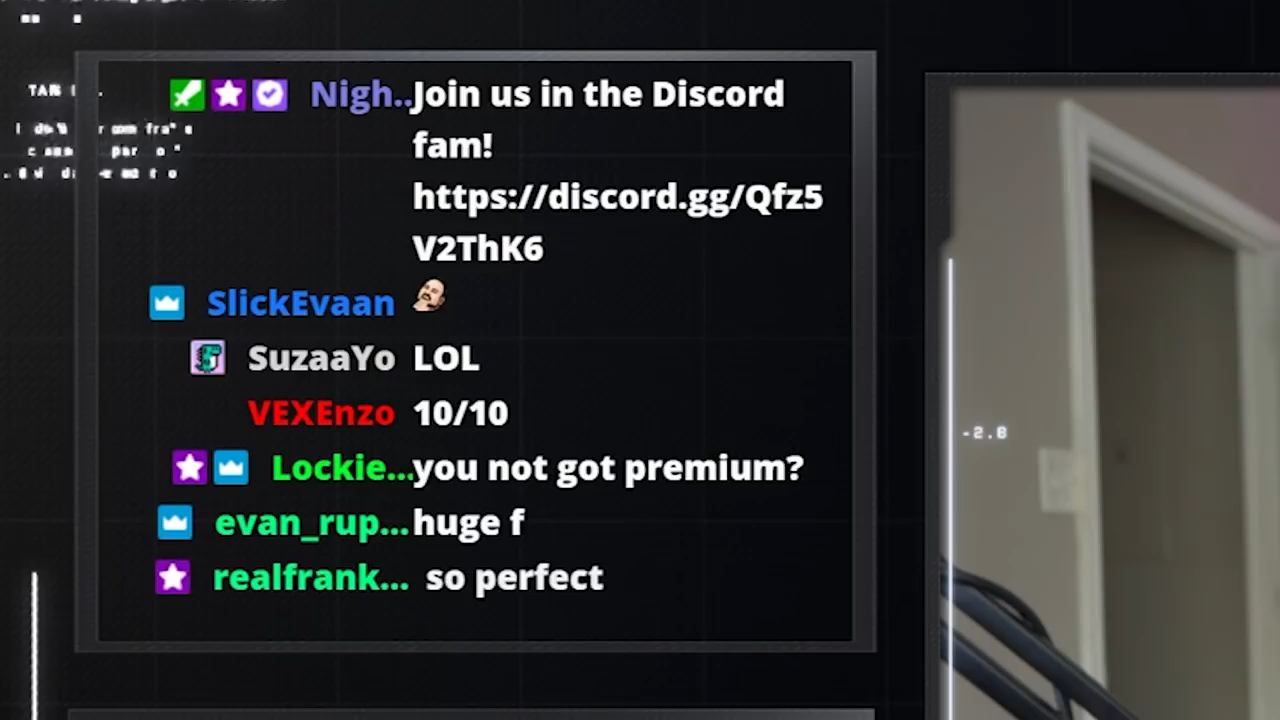 Nigh..Join us in the Discord
fam!
https://discord.gg/Qfz5
V2ThK6
SlickEvaan
SuzaaYo LOL
VEXEnzo 10/10
Lockie...you not got premium?
evan_rup...huge f
realfrank... so perfect
-2.8